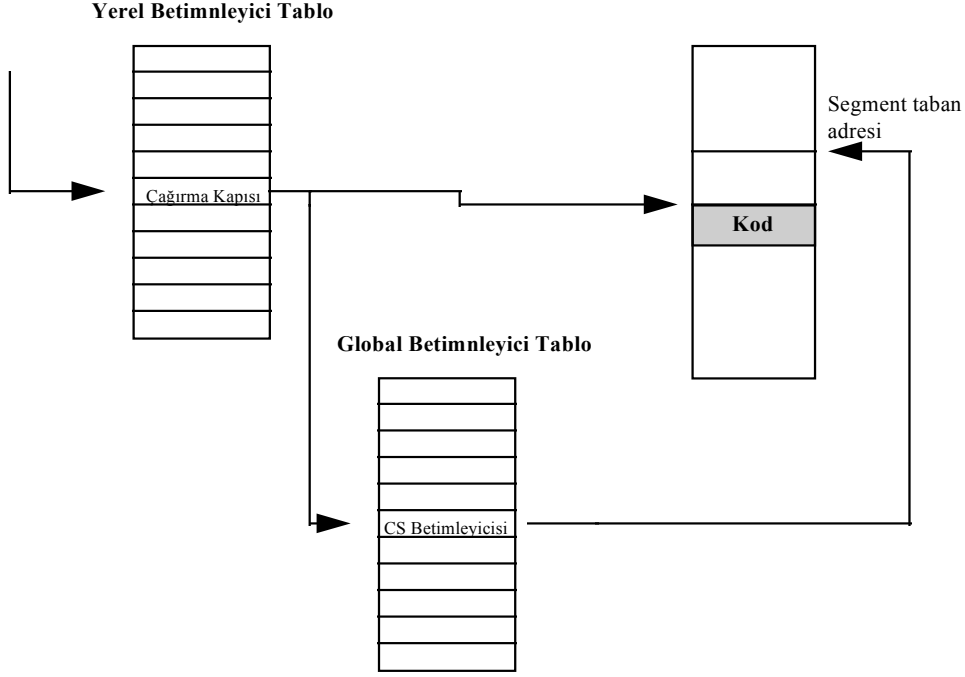 Yerel Betimnleyici Tablo
Segment taban
adresi
Çağırma Kapısı
Kod
Global Betimnleyici Tablo
CS Betimleyicisi